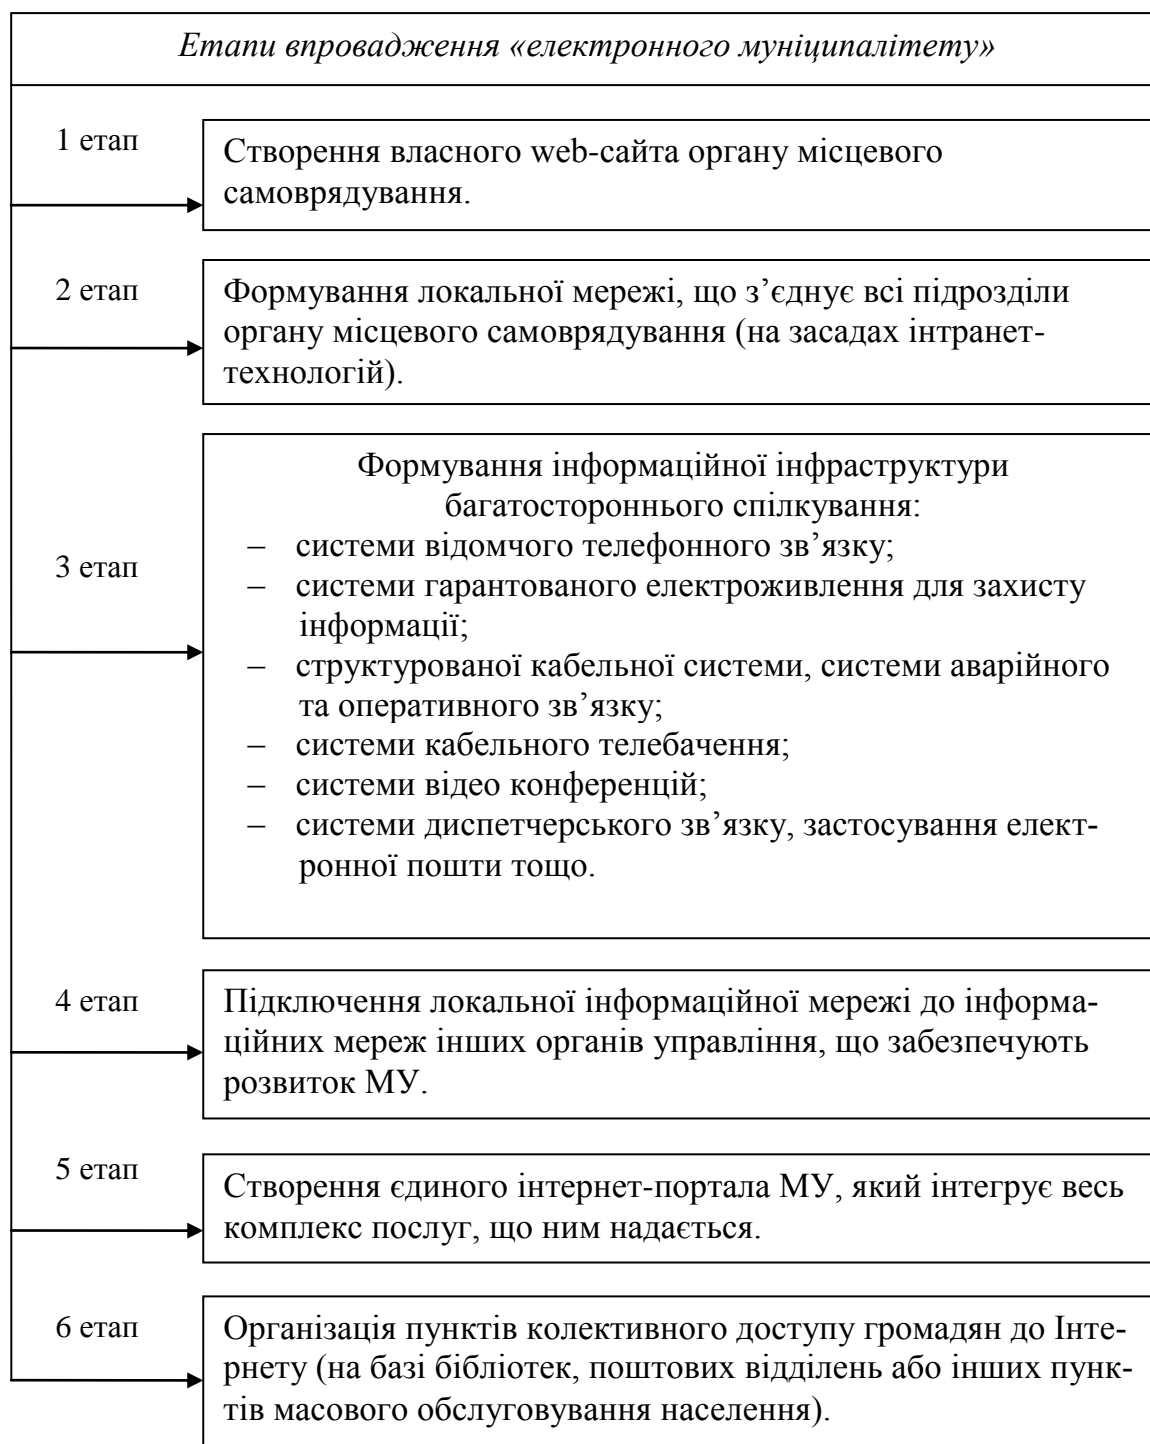 Етапи впровадження «електронного муніципалітету»
1 етап
Створення власного web-сайта органу місцевого
самоврядування.
2 етап
Формування локальної мережі, що з’єднує всі підрозділи
органу місцевого самоврядування (на засадах інтранет-
технологій).
3 етап
Формування інформаційної інфраструктури
багатостороннього спілкування:
– системи відомчого телефонного зв’язку;
– системи гарантованого електроживлення для захисту
інформації;
– структурованої кабельної системи, системи аварійного
та оперативного зв’язку;
– системи кабельного телебачення;
– системи відео конференцій;
– системи диспетчерського зв’язку, застосування елект-
ронної пошти тощо.
4 етап
Підключення локальної інформаційної мережі до інформа-
ційних мереж інших органів управління, що забезпечують
розвиток МУ.
5 етап
Створення єдиного інтернет-портала МУ, який інтегрує весь
комплекс послуг, що ним надається.
6 етап
Організація пунктів колективного доступу громадян до Інте-
рнету (на базі бібліотек, поштових відділень або інших пунк-
тів масового обслуговування населення).